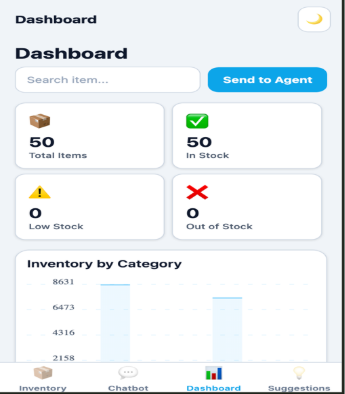 Dashboard
Dashboard
Search item...
Send to Agent
50
Total Items
50
In Stock
0
Low Stock
0
Out of Stock
Inventory by Category
8631
6473
4316
2158
Inventory
Chatbot
Dashboard
Suggestions